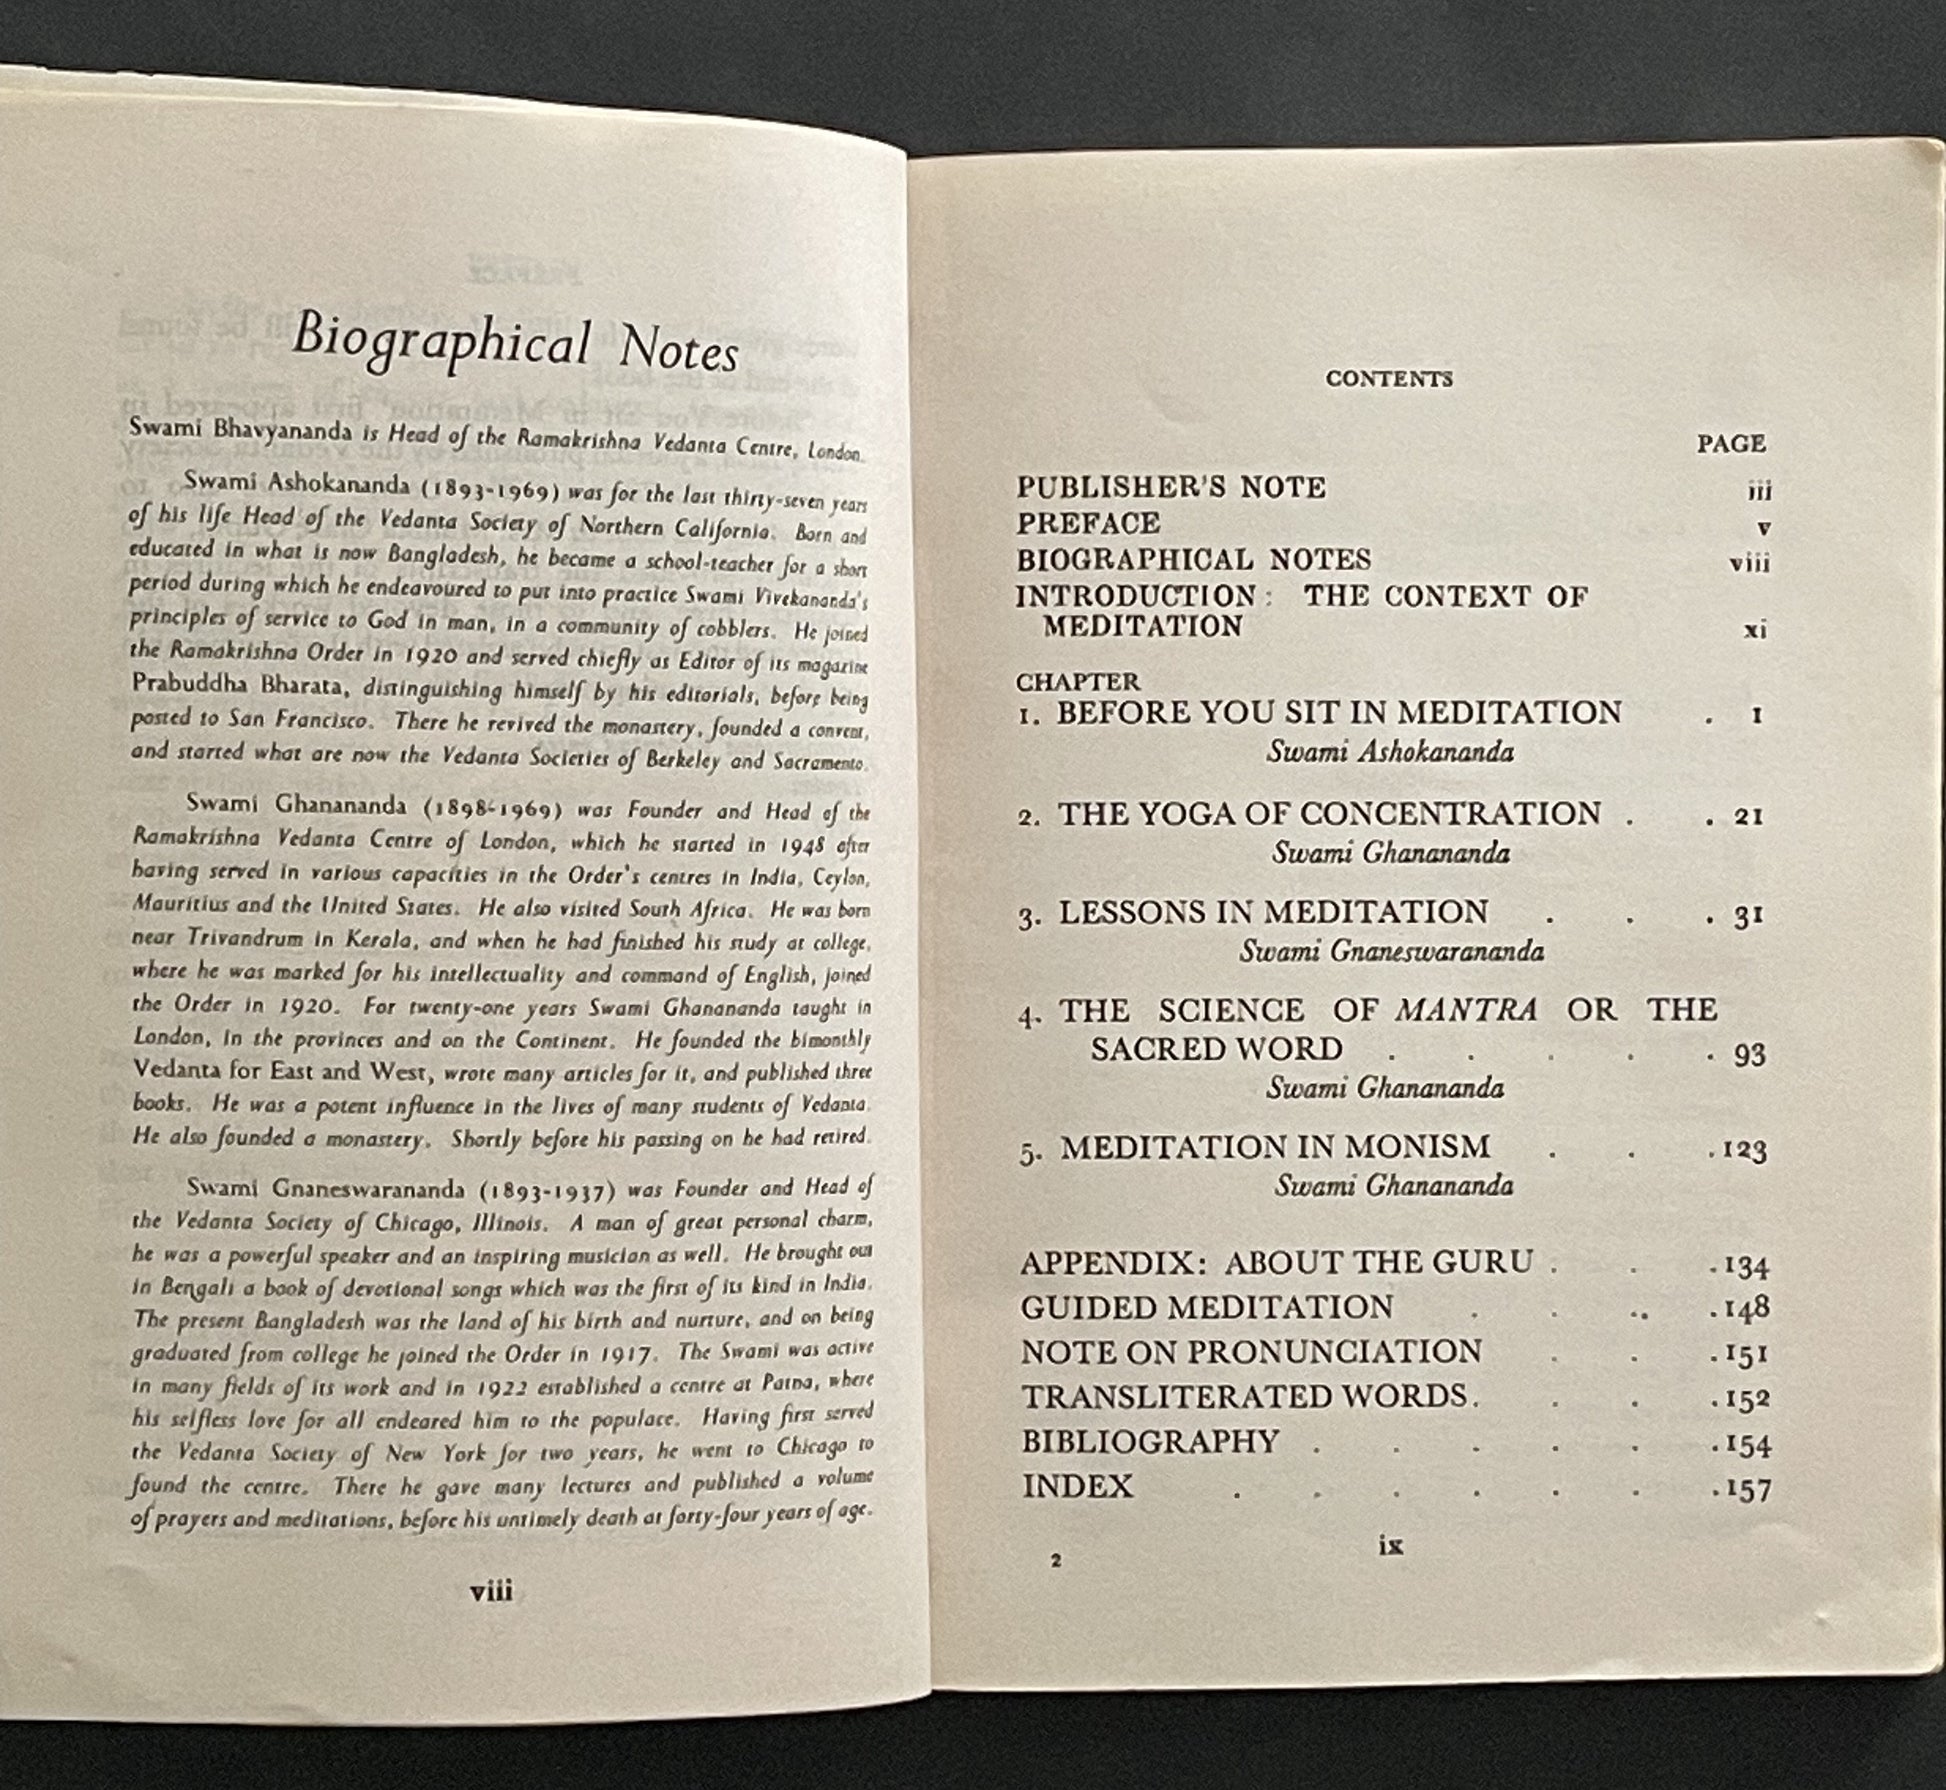 Biographical Notes
Swami Bhavyananda is Head of the Ramakrishna Vedanta Centre, London.
Swami Ashokananda (1893-1969) was for the last thirty-seven years
of his life Head of the Vedanta Society of Northern California. Born and
educated in what is now Bangladesh, he became a school-teacher for a short
period during which he endeavoured to put into practice Swami Vivekananda's
principles of service to God in man, in a community of cobblers. He joined
the Ramakrishna Order in 1920 and served chiefly as Editor of its magazine
Prabuddha Bharata, distinguishing himself by his editorials, before being
posted to San Francisco. There he revived the monastery, founded a convent,
and started what are now the Vedanta Societies of Berkeley and Sacramento.
Swami Ghanananda (1898-1969) was Founder and Head of the
Ramakrishna Vedanta Centre of London, which he started in 1948 after
having served in various capacities in the Order's centres in India, Ceylon,
Mauritius and the United States. He also visited South Africa. He was born
near Trivandrum in Kerala, and when he had finished his study at college,
where he was marked for his intellectuality and command of English, joined
the Order in 1920. For twenty-one years Swami Ghanananda taught in
London, in the provinces and on the Continent. He founded the bimonthly
Vedanta for East and West, wrote many articles for it, and published three
books. He was a potent influence in the lives of many students of Vedanta.
He also founded a monastery. Shortly before his passing on he had retired.
Swami Gnaneswarananda (1893-1937) was Founder and Head of
the Vedanta Society of Chicago, Illinois. A man of great personal charm,
he was a powerful speaker and an inspiring musician as well. He brought out
in Bengali a book of devotional songs which was the first of its kind in India.
The present Bangladesh was the land of his birth and nurture, and on being
graduated from college he joined the Order in 1917. The Swami was active
in many fields of its work and in 1922 established a centre at Patna, where
his selfless love for all endeared him to the populace. Having first served
the Vedanta Society of New York for two years, he went to Chicago to
found the centre. There he gave many lectures and published a volume
of prayers and meditations, before his untimely death at forty-four years of age.
viii
CONTENTS
PAGE
PUBLISHER'S NOTE iii
PREFACE v
BIOGRAPHICAL NOTES viii
INTRODUCTION: THE CONTEXT OF
MEDITATION xi
CHAPTER
1. BEFORE YOU SIT IN MEDITATION . 1
Swami Ashokananda
2. THE YOGA OF CONCENTRATION . . 21
Swami Ghanananda
3. LESSONS IN MEDITATION . . . 31
Swami Gnaneswarananda
4. THE SCIENCE OF MANTRA OR THE
SACRED WORD . . . . . 93
Swami Ghanananda
5. MEDITATION IN MONISM . . . 123
Swami Ghanananda
APPENDIX: ABOUT THE GURU . . . 134
GUIDED MEDITATION . . .. . 148
NOTE ON PRONUNCIATION . . . 151
TRANSLITERATED WORDS . . . . 152
BIBLIOGRAPHY . . . . . . 154
INDEX . . . . . . . 157
2 ix